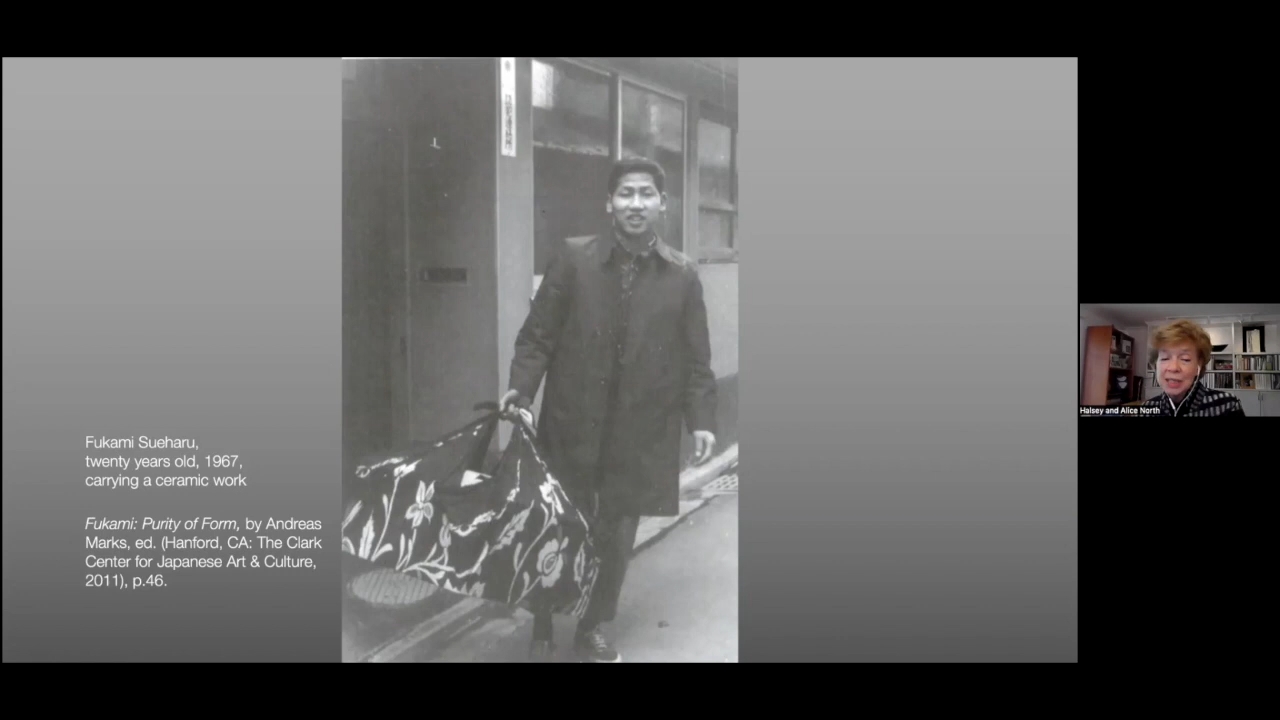 Fukami Sueharu,
twenty years old, 1967,
carrying a ceramic work
Fukami: Purity of Form, by Andreas
Marks, ed. (Hanford, CA: The Clark
Center for Japanese Art & Culture,
2011), p.46.
Halsey and Alice North